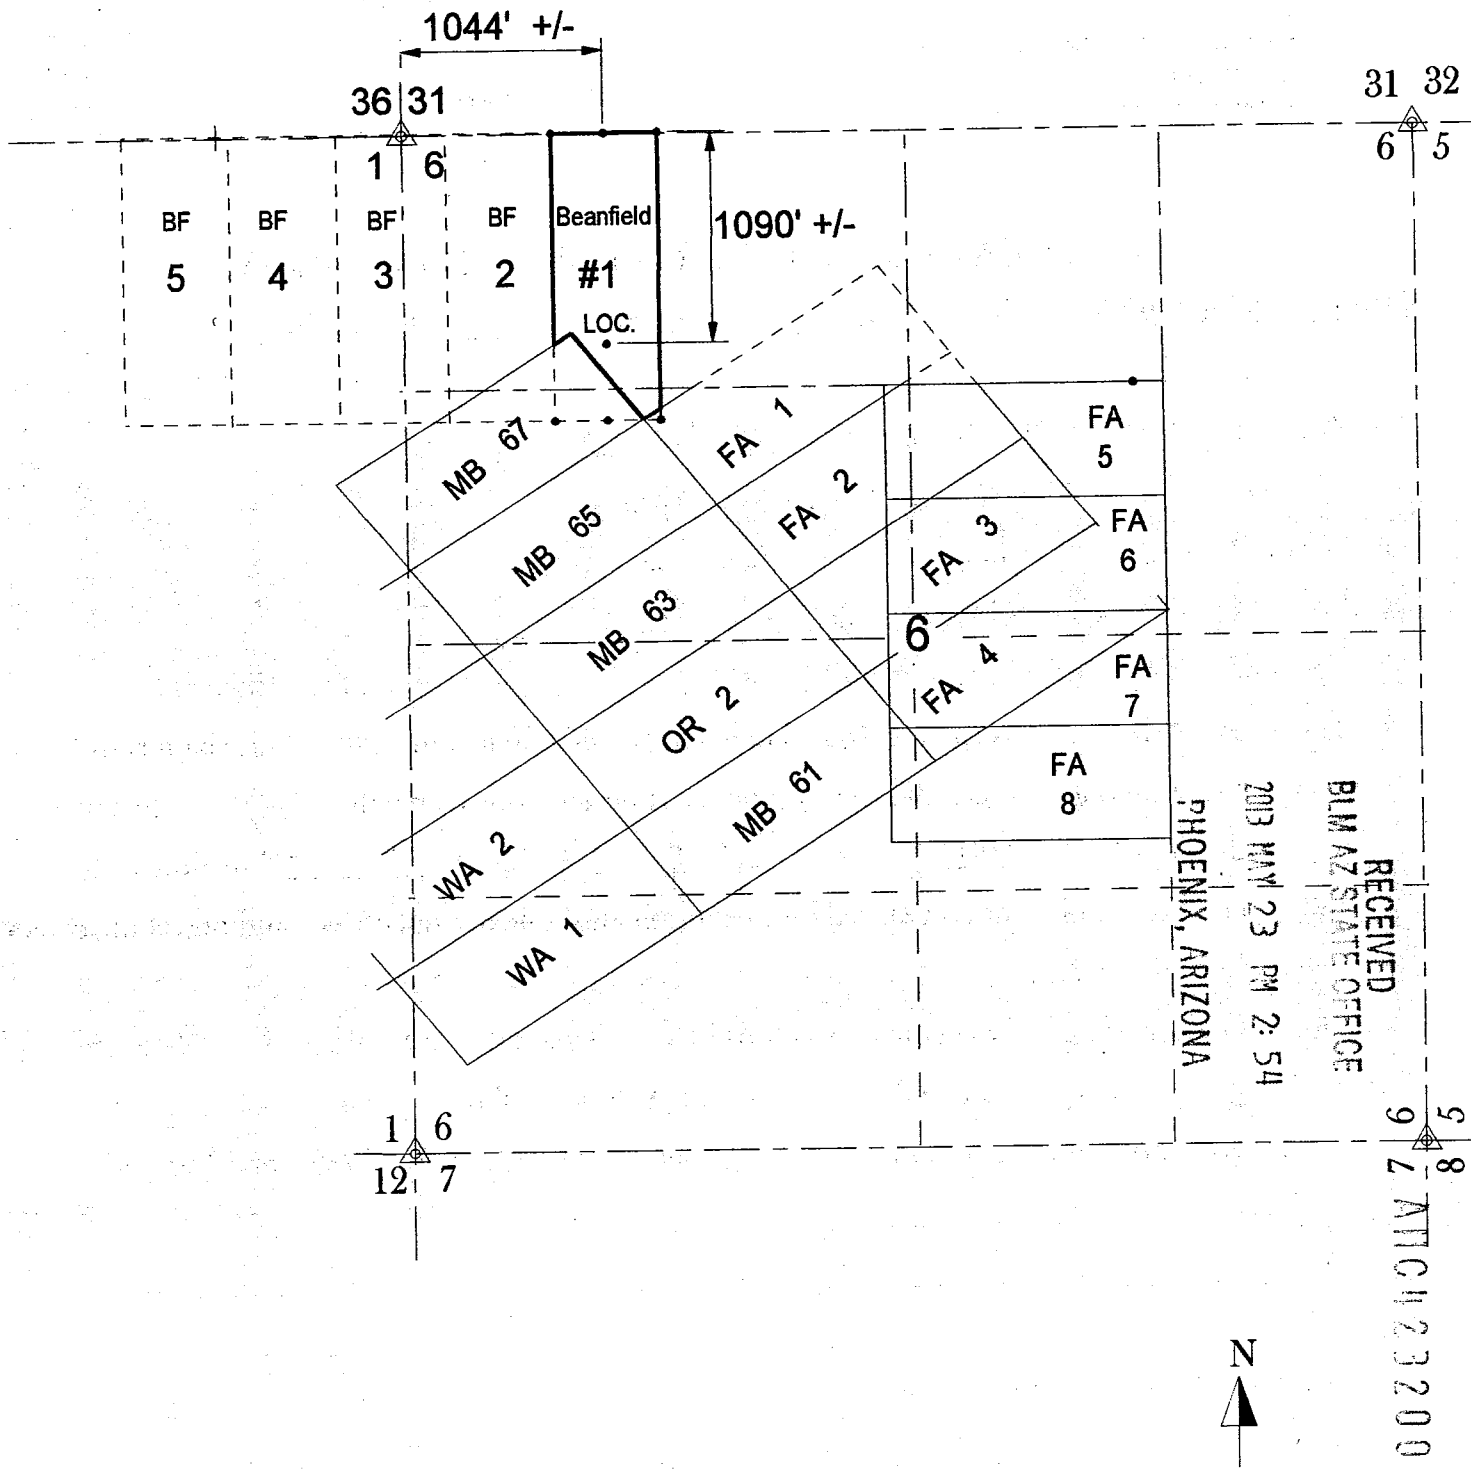 1044' +/-
36 31
1 6
31 32
6 5
BF 5
BF 4
BF 3
BF 2
Beanfield
#1
LOC.
1090' +/-
MB 67
MB 65
MB 63
OR 2
MB 61
WA 2
WA 1
FA 1
FA 2
FA 3
FA 4
FA 5
FA 6
FA 7
FA 8
6
RECEIVED
BLM AZ STATE OFFICE
2013 MAY 23 PM 2:54
PHOENIX, ARIZONA
1 6
12 7
6 5
7 8
AMC423200
N